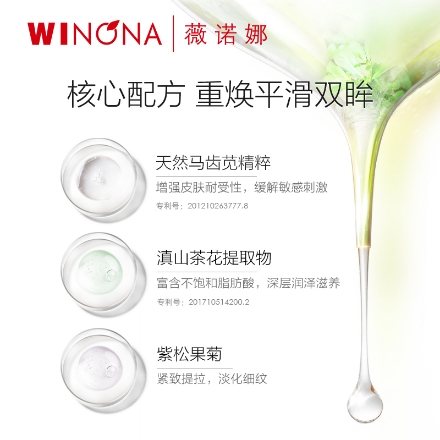 WINONA 薇诺娜
核心配方 重焕平滑双眸
天然马齿苋精粹
增强皮肤耐受性，缓解敏感刺激
专利号：201210263777.8
滇山茶花提取物
富含不饱和脂肪酸，深层润泽滋养
专利号：201710514200.2
紫松果菊
紧致提拉，淡化细纹